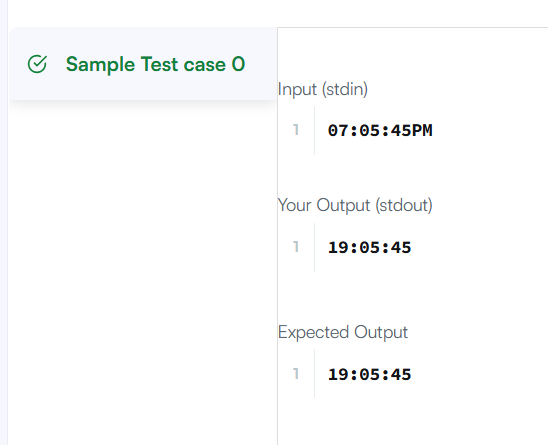 Sample Test case 0
Input (stdin)
1 07:05:45PM
Your Output (stdout)
1 19:05:45
Expected Output
1 19:05:45